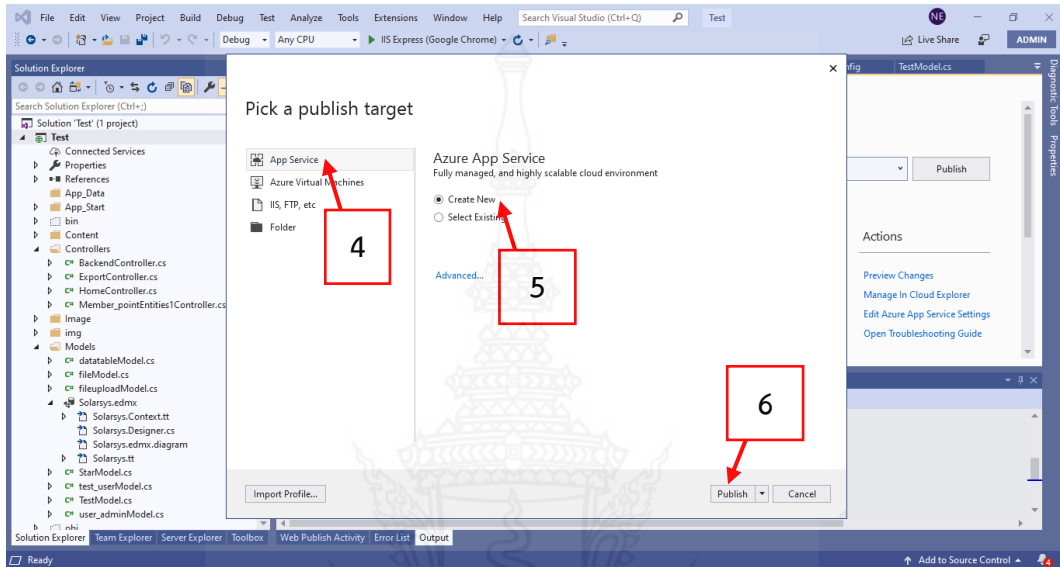 File Edit View Project Build Debug Test Analyze Tools Extensions Window Help Search Visual Studio (Ctrl+Q) Test NE
Debug Any CPU IIS Express (Google Chrome) Live Share ADMIN
Solution Explorer
Search Solution Explorer (Ctrl+;)
Solution 'Test' (1 project)
Test
Connected Services
Properties
References
App_Data
App_Start
bin
Content
Controllers
C# BackendController.cs
C# ExportController.cs
C# HomeController.cs
C# Member_pointEntities1Controller.cs
Image
img
Models
C# datatableModel.cs
C# fileModel.cs
C# fileuploadModel.cs
Solarsys.edmx
Solarsys.Context.tt
Solarsys.Designer.cs
Solarsys.edmx.diagram
Solarsys.tt
C# StarModel.cs
C# test_userModel.cs
C# TestModel.cs
C# user_adminModel.cs
obj
Solution Explorer Team Explorer Server Explorer Toolbox
Pick a publish target
App Service
Azure Virtual Machines
IIS, FTP, etc
Folder
4
Azure App Service
Fully managed, and highly scalable cloud environment
Create New
Select Existing
Advanced...
5
6
Import Profile...
Publish Cancel
TestModel.cs
Publish
Actions
Preview Changes
Manage In Cloud Explorer
Edit Azure App Service Settings
Open Troubleshooting Guide
Diagnostic Tools Properties
Web Publish Activity Error List Output
Ready Add to Source Control 4